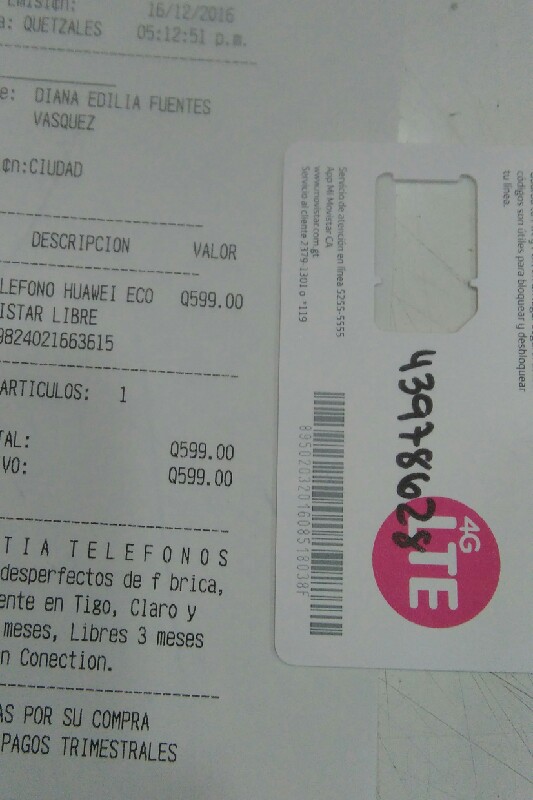 EMISI¢n: 16/12/2016
a: QUETZALES 05:12:51 p.m.
e: DIANA EDILIA FUENTES
VASQUEZ
i¢n:CIUDAD
DESCRIPCION VALOR
LEFONO HUAWEI ECO Q599.00
ISTAR LIBRE
9824021663615
ARTICULOS: 1
TAL: Q599.00
VO: Q599.00
TIA TELEFONOS
desperfectos de f brica,
ente en Tigo, Claro y
meses, Libres 3 meses
n Conection.
AS POR SU COMPRA
PAGOS TRIMESTRALES
códigos son útiles para bloquear y desbloquear
tu línea.
Servicio de atención en línea 5255-5555
App Mi Movistar CA
www.movistar.com.gt
Servicio al cliente 2379-1301 o *119
43978628
8950203201608518038F
4G
LTE